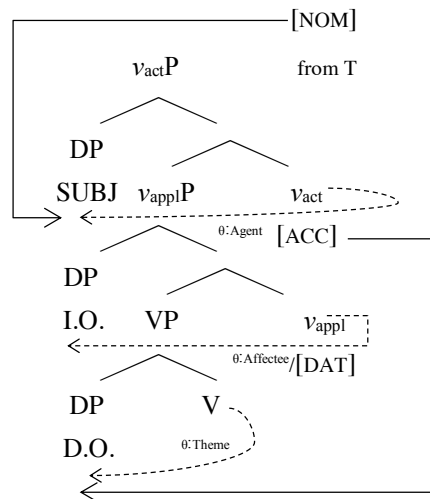 [NOM]
vactP from T
DP
SUBJ vapplP vact
θ:Agent [ACC]
DP
I.O. VP vappl
θ:Affectee/[DAT]
DP V
D.O. θ:Theme